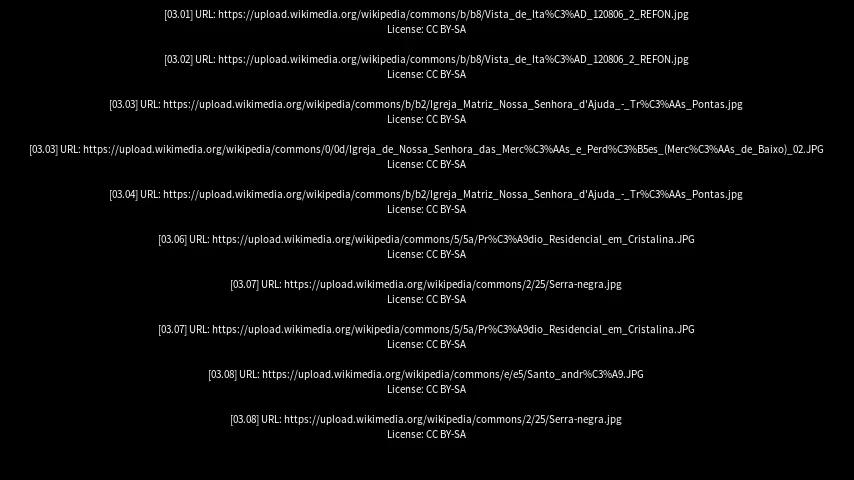 [03.01] URL: https://upload.wikimedia.org/wikipedia/commons/b/b8/Vista_de_Ita%C3%AD_120806_2_REFON.jpg
License: CC BY-SA
[03.02] URL: https://upload.wikimedia.org/wikipedia/commons/b/b8/Vista_de_Ita%C3%AD_120806_2_REFON.jpg
License: CC BY-SA
[03.03] URL: https://upload.wikimedia.org/wikipedia/commons/b/b2/Igreja_Matriz_Nossa_Senhora_d'Ajuda_-_Tr%C3%AAs_Pontas.jpg
License: CC BY-SA
[03.03] URL: https://upload.wikimedia.org/wikipedia/commons/0/0d/Igreja_de_Nossa_Senhora_das_Merc%C3%AAs_e_Perd%C3%B5es_(Merc%C3%AAs_de_Baixo)_02.JPG
License: CC BY-SA
[03.04] URL: https://upload.wikimedia.org/wikipedia/commons/b/b2/Igreja_Matriz_Nossa_Senhora_d'Ajuda_-_Tr%C3%AAs_Pontas.jpg
License: CC BY-SA
[03.06] URL: https://upload.wikimedia.org/wikipedia/commons/5/5a/Pr%C3%A9dio_Residencial_em_Cristalina.JPG
License: CC BY-SA
[03.07] URL: https://upload.wikimedia.org/wikipedia/commons/2/25/Serra-negra.jpg
License: CC BY-SA
[03.07] URL: https://upload.wikimedia.org/wikipedia/commons/5/5a/Pr%C3%A9dio_Residencial_em_Cristalina.JPG
License: CC BY-SA
[03.08] URL: https://upload.wikimedia.org/wikipedia/commons/e/e5/Santo_andr%C3%A9.JPG
License: CC BY-SA
[03.08] URL: https://upload.wikimedia.org/wikipedia/commons/2/25/Serra-negra.jpg
License: CC BY-SA